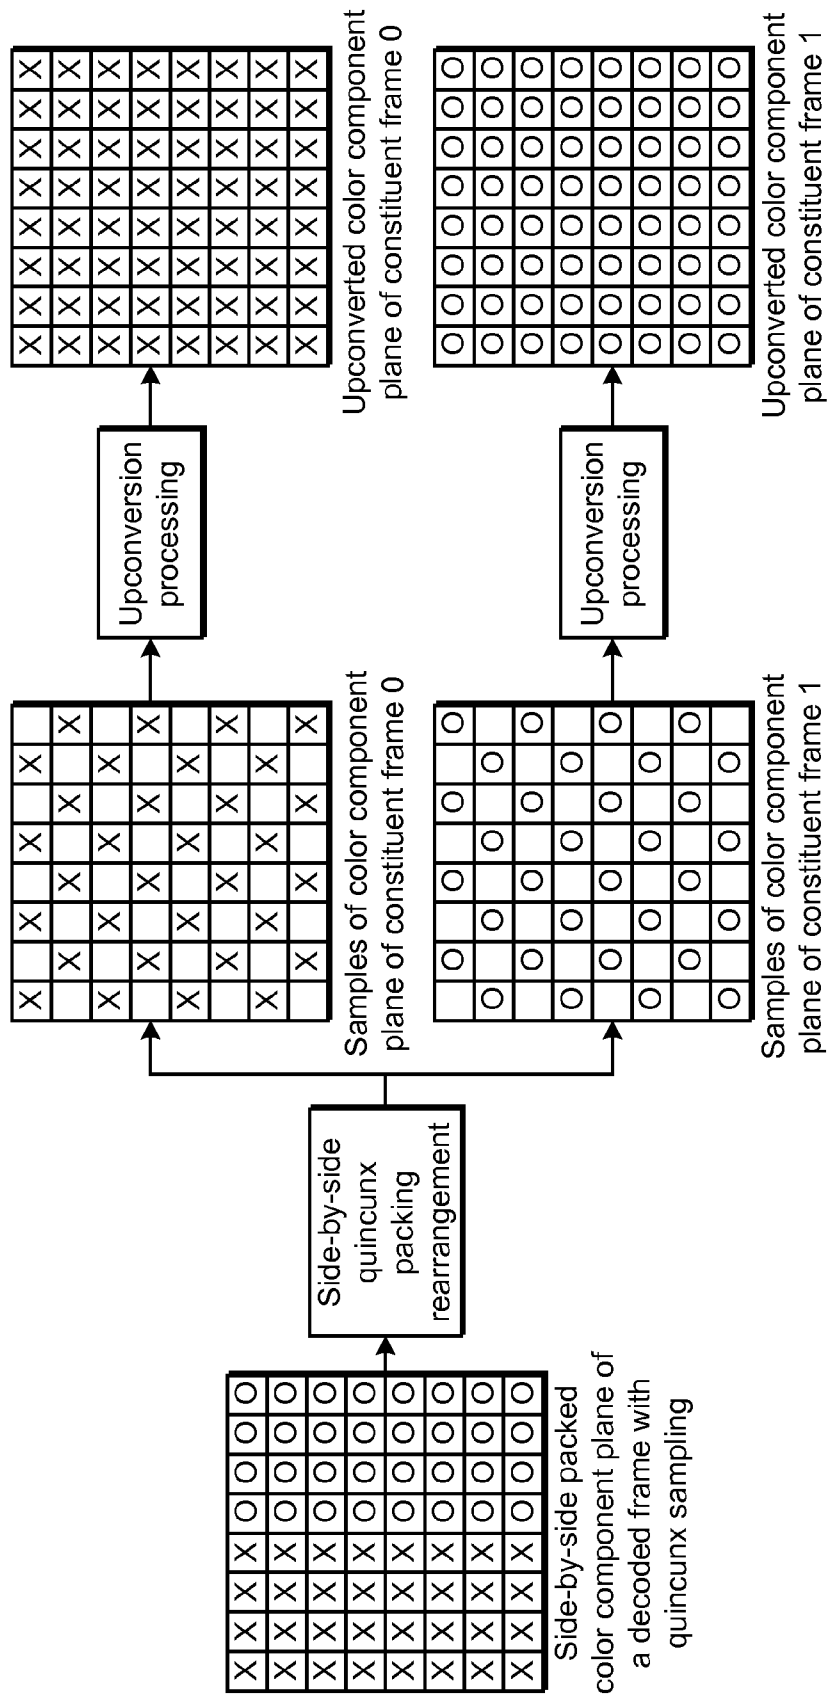 X X X X X X X X
X X X X X X X X
X X X X X X X X
X X X X X X X X
X X X X X X X X
X X X X X X X X
X X X X X X X X
X X X X X X X X
Upconverted color component
plane of constituent frame 0
Upconversion
processing
X X X X
X X X X
X X X X
X X X X
X X X X
X X X X
X X X X
X X X X
Samples of color component
plane of constituent frame 0
X X X X O O O O
X X X X O O O O
X X X X O O O O
X X X X O O O O
X X X X O O O O
X X X X O O O O
X X X X O O O O
X X X X O O O O
Side-by-side packed
color component plane of
a decoded frame with
quincunx sampling
Side-by-side
quincunx
packing
rearrangement
O O O O
O O O O
O O O O
O O O O
O O O O
O O O O
O O O O
O O O O
Samples of color component
plane of constituent frame 1
Upconversion
processing
O O O O O O O O
O O O O O O O O
O O O O O O O O
O O O O O O O O
O O O O O O O O
O O O O O O O O
O O O O O O O O
O O O O O O O O
Upconverted color component
plane of constituent frame 1